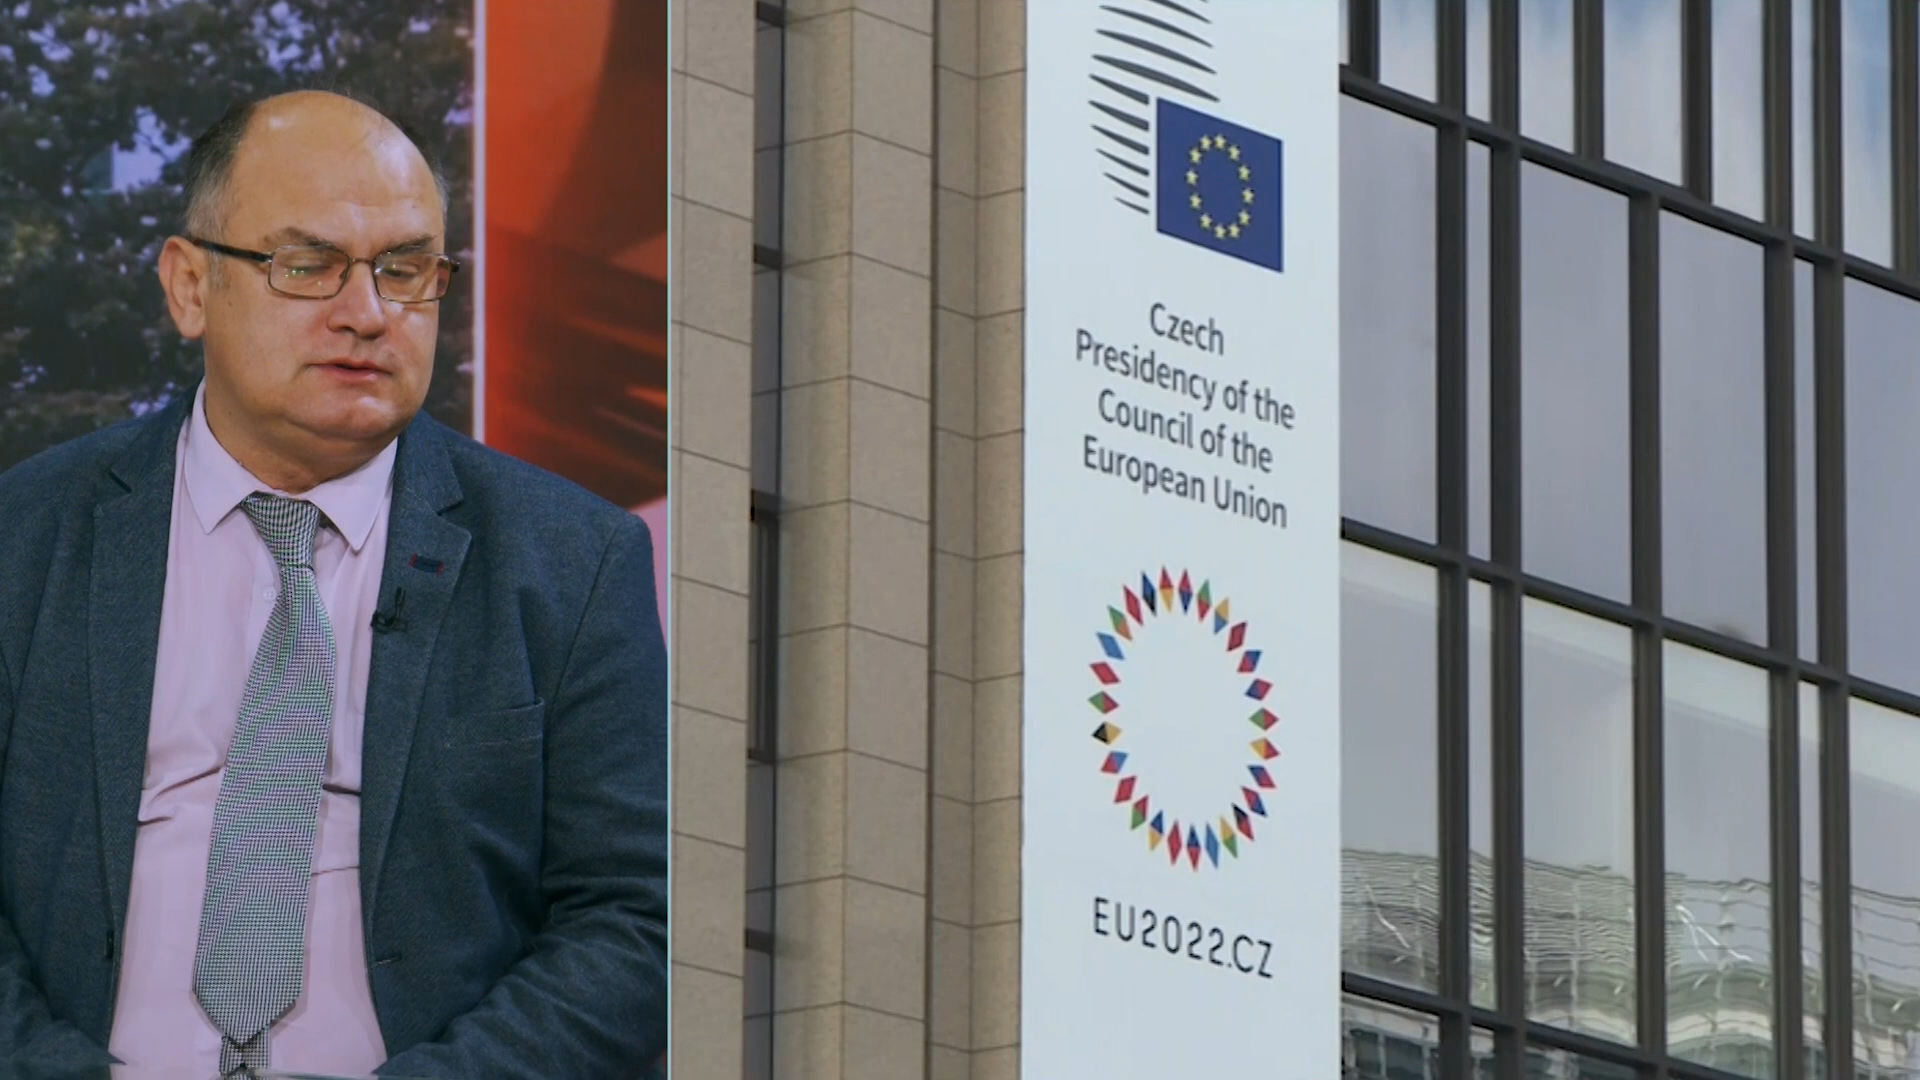 Czech
Presidency of the
Council of the
European Union
EU2022.CZ